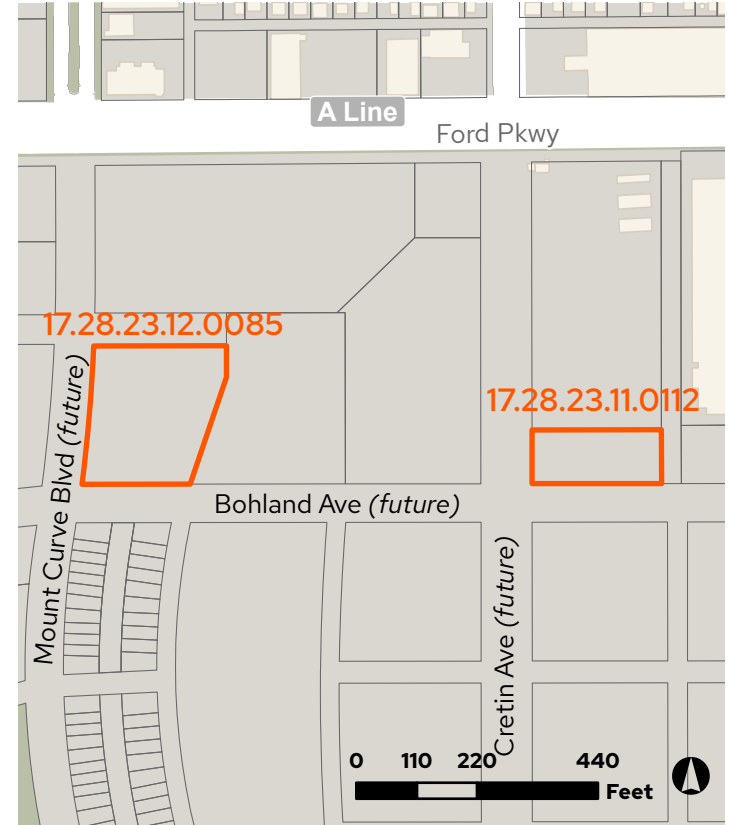 A Line
Ford Pkwy
17.28.23.12.0085
17.28.23.11.0112
Mount Curve Blvd (future)
Bohland Ave (future)
Cretin Ave (future)
0 110 220 440
Feet